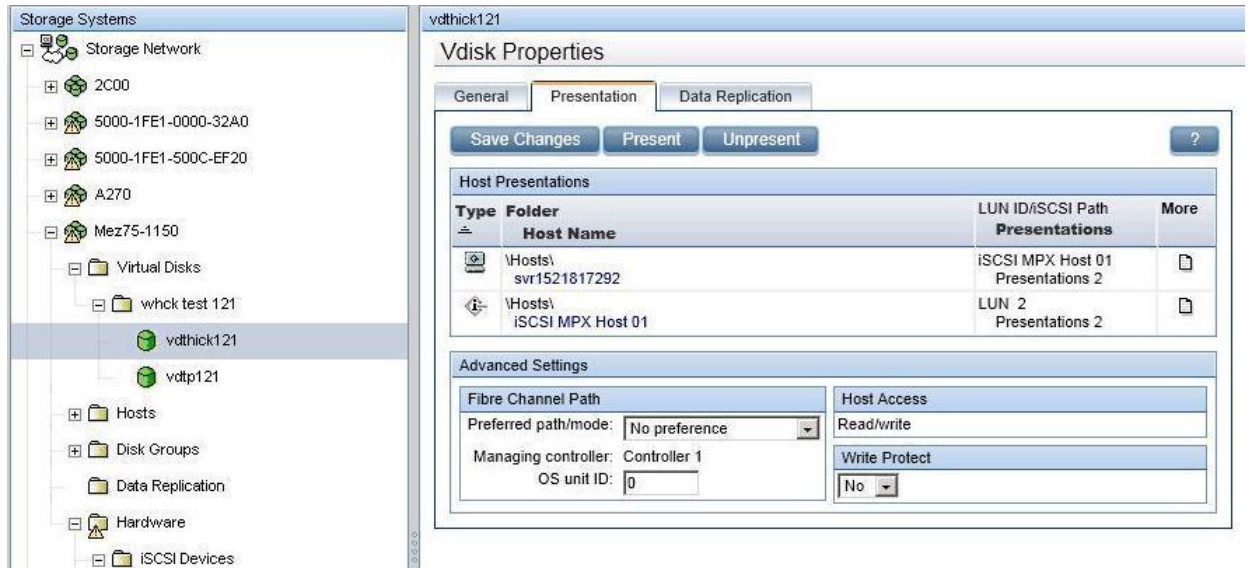 Storage Systems
Storage Network
2C00
5000-1FE1-0000-32A0
5000-1FE1-500C-EF20
A270
Mez75-1150
Virtual Disks
whck test 121
vdthick121
vdtp121
Hosts
Disk Groups
Data Replication
Hardware
iSCSI Devices
vdthick121
Vdisk Properties
General Presentation Data Replication
Save Changes Present Unpresent ?
Host Presentations
Type Folder LUN ID/iSCSI Path More
Host Name Presentations
\Hosts\ iSCSI MPX Host 01
svr1521817292 Presentations 2
\Hosts\ LUN 2
iSCSI MPX Host 01 Presentations 2
Advanced Settings
Fibre Channel Path Host Access
Preferred path/mode: No preference Read/write
Managing controller: Controller 1 Write Protect
OS unit ID: 0 No